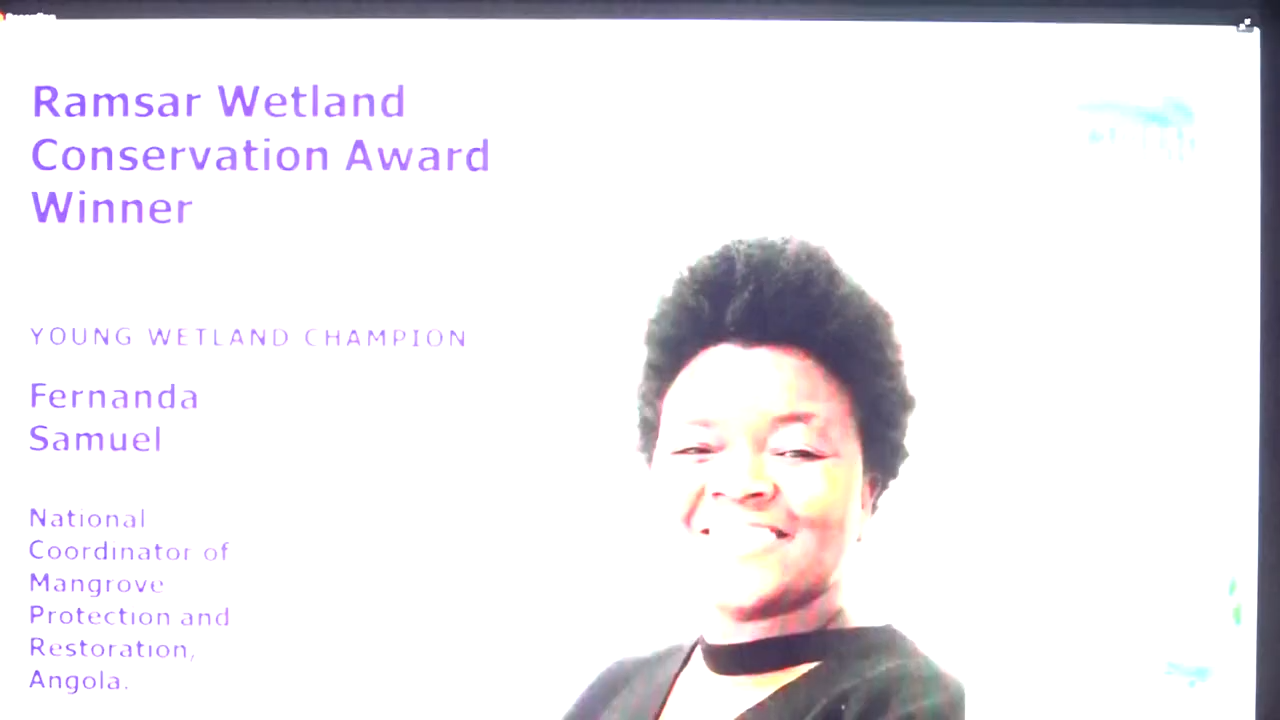 Ramsar Wetland
Conservation Award
Winner
YOUNG WETLAND CHAMPION
Fernanda
Samuel
National
Coordinator of
Mangrove
Protection and
Restoration,
Angola.